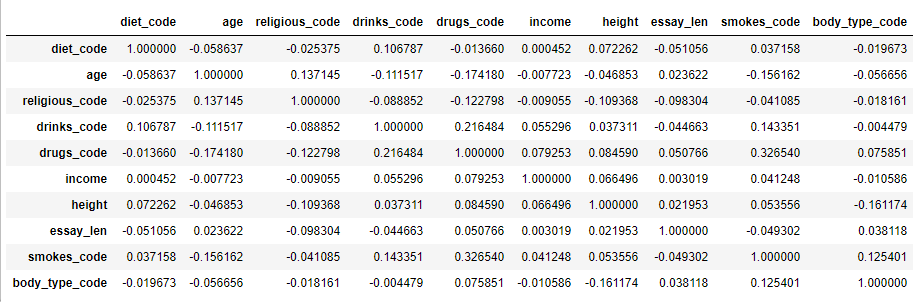 diet_code age religious_code drinks_code drugs_code income height essay_len smokes_code body_type_code
diet_code 1.000000 -0.058637 -0.025375 0.106787 -0.013660 0.000452 0.072262 -0.051056 0.037158 -0.019673
age -0.058637 1.000000 0.137145 -0.111517 -0.174180 -0.007723 -0.046853 0.023622 -0.156162 -0.056656
religious_code -0.025375 0.137145 1.000000 -0.088852 -0.122798 -0.009055 -0.109368 -0.098304 -0.041085 -0.018161
drinks_code 0.106787 -0.111517 -0.088852 1.000000 0.216484 0.055296 0.037311 -0.044663 0.143351 -0.004479
drugs_code -0.013660 -0.174180 -0.122798 0.216484 1.000000 0.079253 0.084590 0.050766 0.326540 0.075851
income 0.000452 -0.007723 -0.009055 0.055296 0.079253 1.000000 0.066496 0.003019 0.041248 -0.010586
height 0.072262 -0.046853 -0.109368 0.037311 0.084590 0.066496 1.000000 0.021953 0.053556 -0.161174
essay_len -0.051056 0.023622 -0.098304 -0.044663 0.050766 0.003019 0.021953 1.000000 -0.049302 0.038118
smokes_code 0.037158 -0.156162 -0.041085 0.143351 0.326540 0.041248 0.053556 -0.049302 1.000000 0.125401
body_type_code -0.019673 -0.056656 -0.018161 -0.004479 0.075851 -0.010586 -0.161174 0.038118 0.125401 1.000000